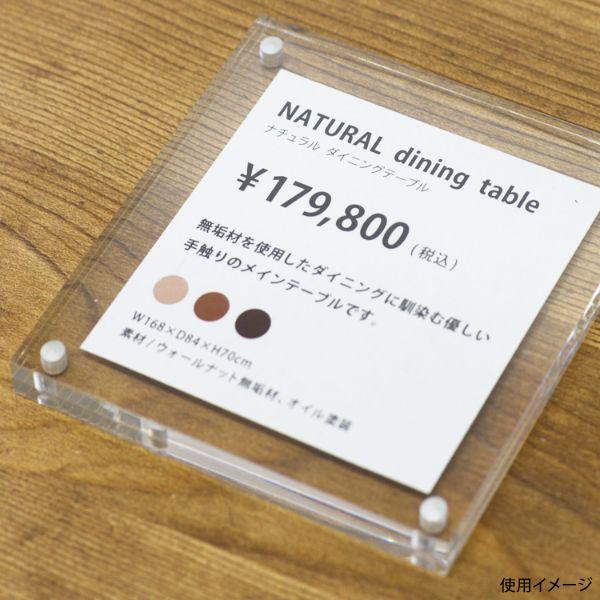 NATURAL dining table
ナチュラル ダイニングテーブル
￥179,800(税込)
無垢材を使用したダイニングに馴染む優しい
手触りのメインテーブルです。
W168×D84×H70cm
素材/ウォールナット無垢材、オイル塗装
使用イメージ